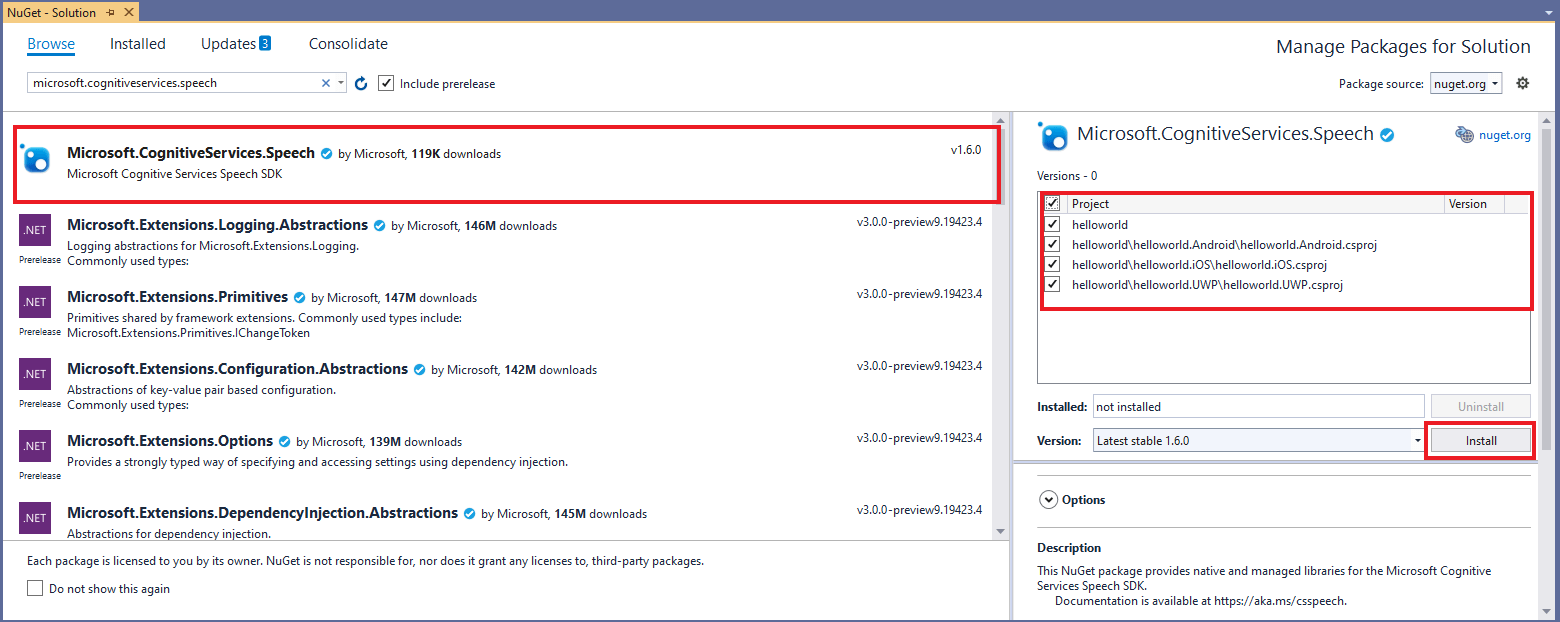 NuGet - Solution
Browse Installed Updates 3 Consolidate
Manage Packages for Solution
microsoft.cognitiveservices.speech
Include prerelease
Package source: nuget.org
Microsoft.CognitiveServices.Speech by Microsoft, 119K downloads v1.6.0
Microsoft Cognitive Services Speech SDK
.NET
Microsoft.Extensions.Logging.Abstractions by Microsoft, 146M downloads v3.0.0-preview9.19423.4
Logging abstractions for Microsoft.Extensions.Logging.
Prerelease Commonly used types:
.NET
Microsoft.Extensions.Primitives by Microsoft, 147M downloads v3.0.0-preview9.19423.4
Primitives shared by framework extensions. Commonly used types include:
Prerelease Microsoft.Extensions.Primitives.IChangeToken
.NET
Microsoft.Extensions.Configuration.Abstractions by Microsoft, 142M downloads v3.0.0-preview9.19423.4
Abstractions of key-value pair based configuration.
Prerelease Commonly used types:
.NET
Microsoft.Extensions.Options by Microsoft, 139M downloads v3.0.0-preview9.19423.4
Provides a strongly typed way of specifying and accessing settings using dependency injection.
Prerelease
.NET
Microsoft.Extensions.DependencyInjection.Abstractions by Microsoft, 145M downloads v3.0.0-preview9.19423.4
Abstractions for dependency injection.
Each package is licensed to you by its owner. NuGet is not responsible for, nor does it grant any licenses to, third-party packages.
Do not show this again
Microsoft.CognitiveServices.Speech nuget.org
Versions - 0
Project Version
helloworld
helloworld\helloworld.Android\helloworld.Android.csproj
helloworld\helloworld.iOS\helloworld.iOS.csproj
helloworld\helloworld.UWP\helloworld.UWP.csproj
Installed: not installed Uninstall
Version: Latest stable 1.6.0 Install
Options
Description
This NuGet package provides native and managed libraries for the Microsoft Cognitive
Services Speech SDK.
Documentation is available at https://aka.ms/csspeech.